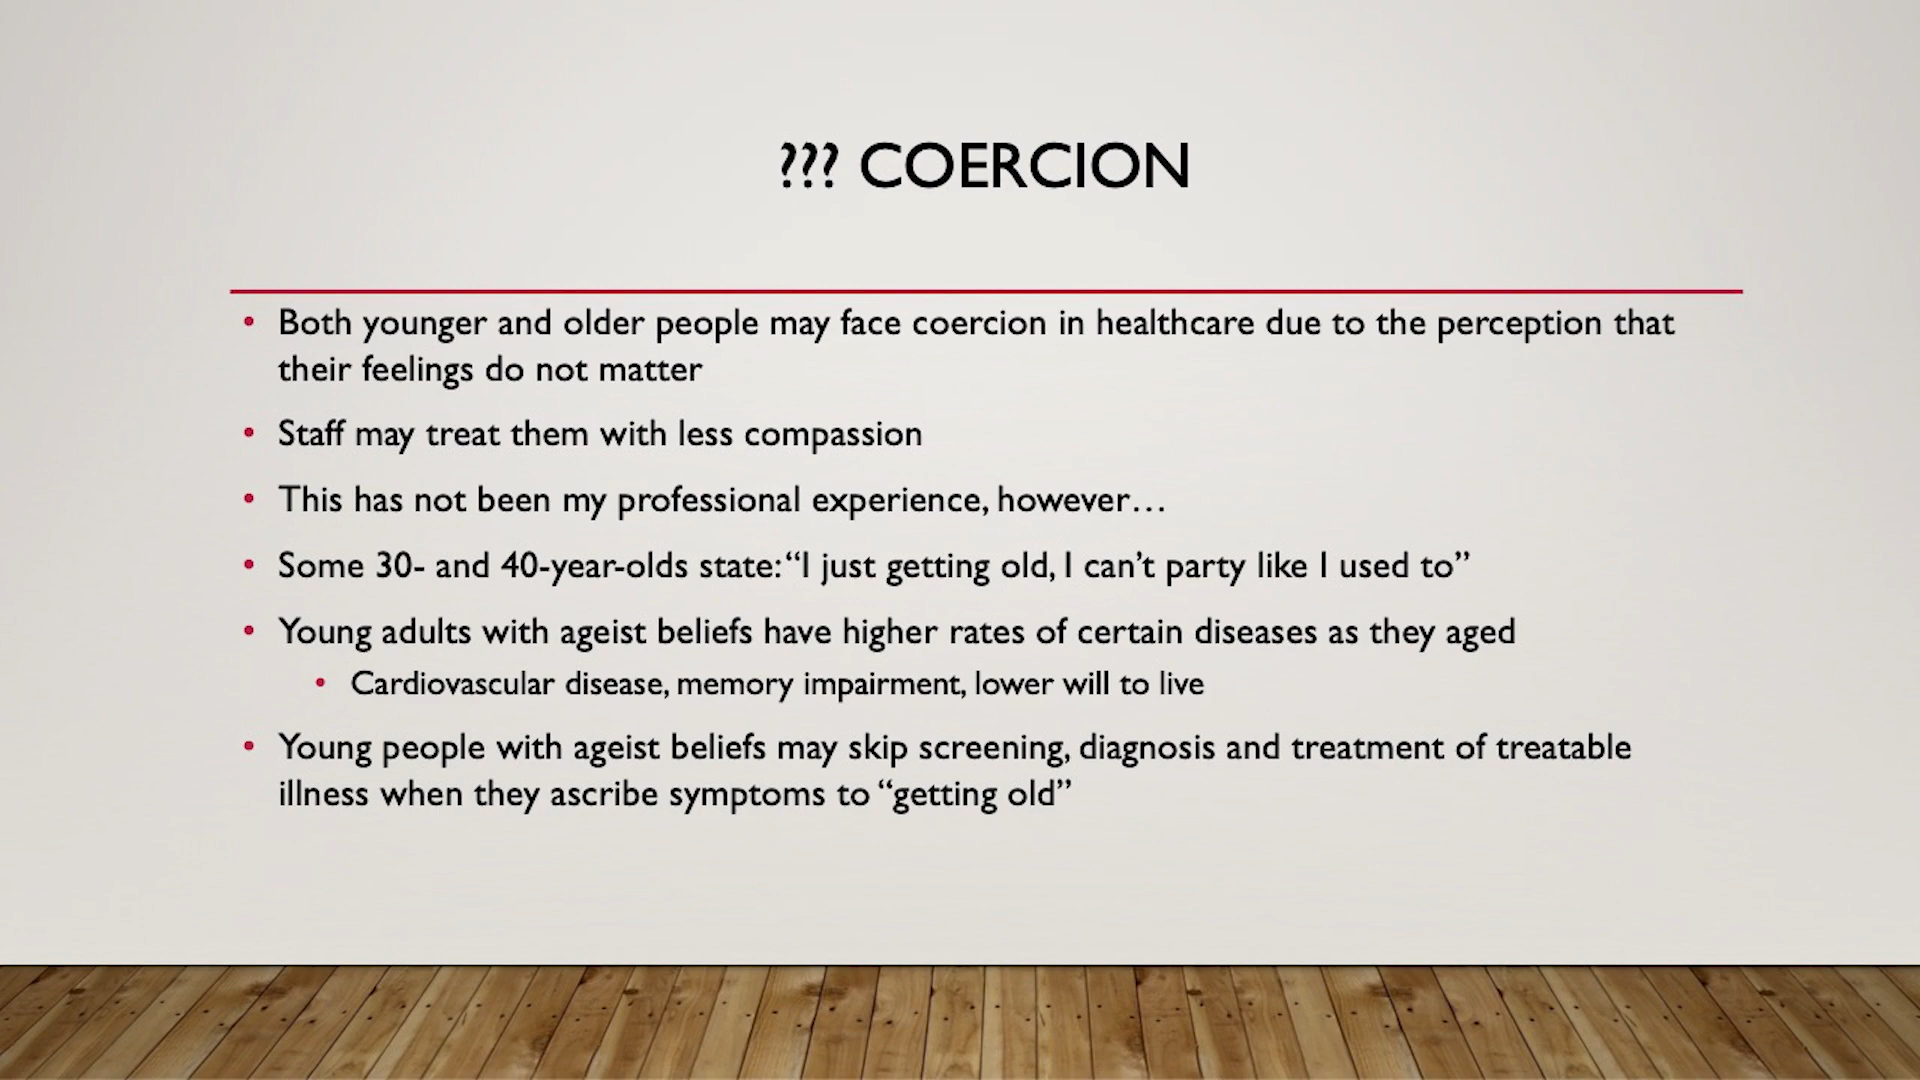 ??? COERCION
• Both younger and older people may face coercion in healthcare due to the perception that
their feelings do not matter
• Staff may treat them with less compassion
• This has not been my professional experience, however…
• Some 30- and 40-year-olds state: “I just getting old, I can’t party like I used to”
• Young adults with ageist beliefs have higher rates of certain diseases as they aged
• Cardiovascular disease, memory impairment, lower will to live
• Young people with ageist beliefs may skip screening, diagnosis and treatment of treatable
illness when they ascribe symptoms to “getting old”